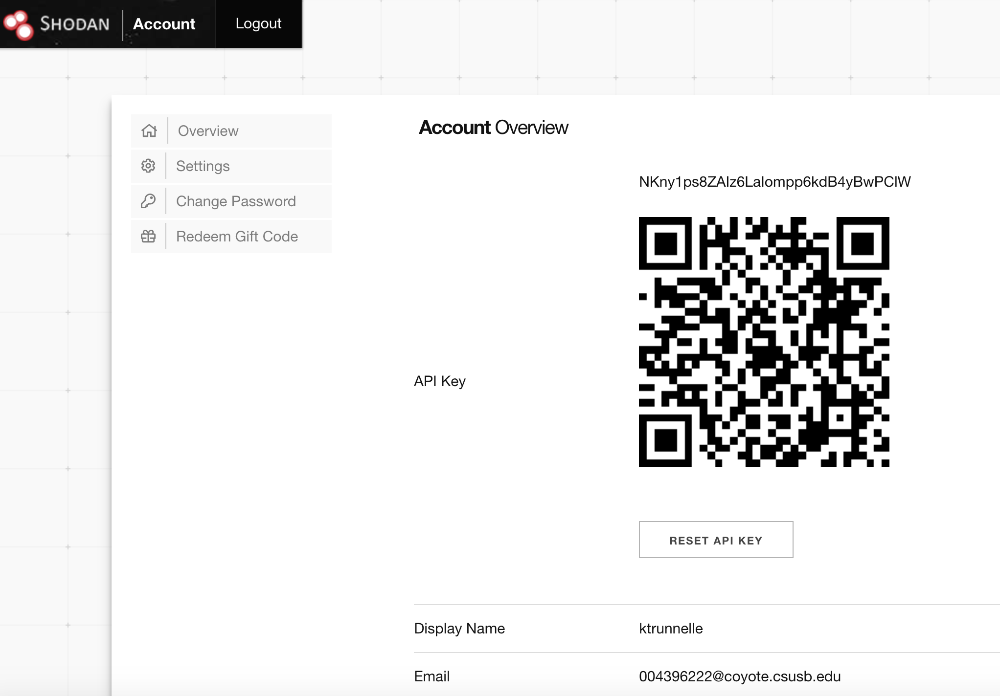 SHODAN Account Logout
Overview
Settings
Change Password
Redeem Gift Code
Account Overview
API Key
RESET API KEY
Display Name ktrunnelle
Email 004396222@coyote.csusb.edu